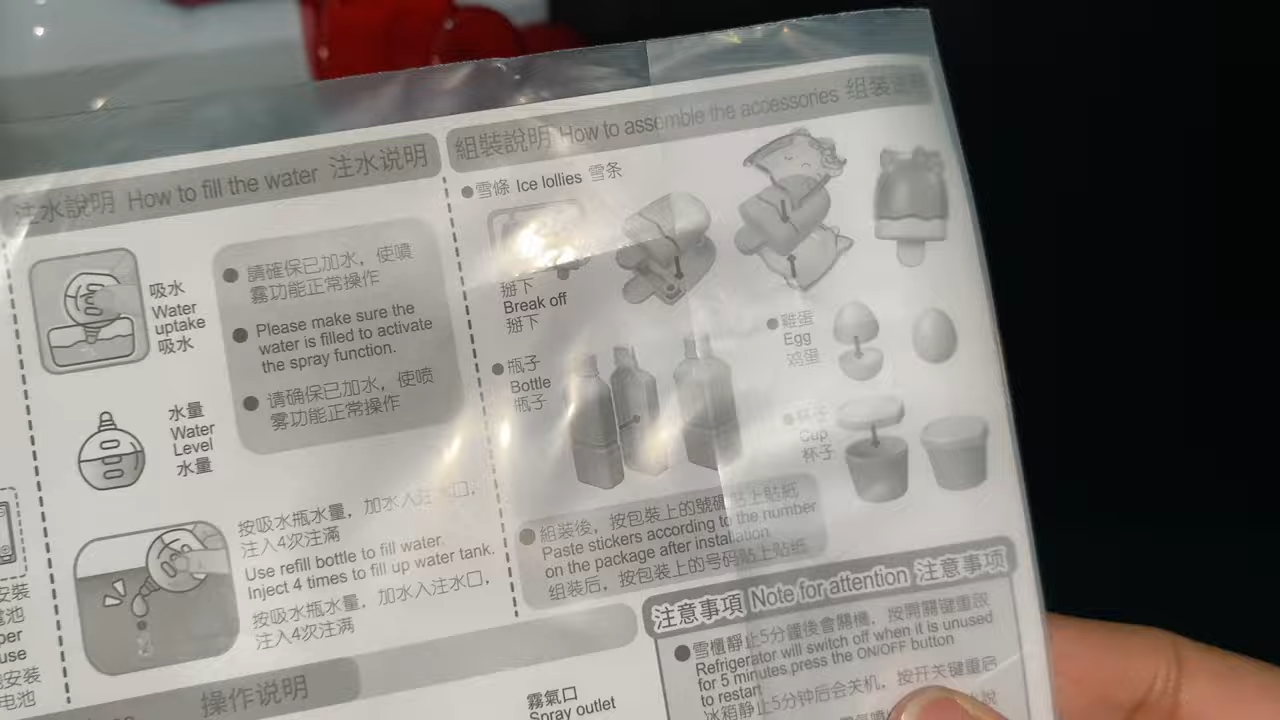 注水說明 How to fill the water 注水说明
吸水
Water
uptake
吸水
請確保已加水，使噴
霧功能正常操作
Please make sure the
water is filled to activate
the spray function.
请确保已加水，使喷
雾功能正常操作
水量
Water
Level
水量
按吸水瓶水量，加水入注
注入4次注滿
Use refill bottle to fill water.
Inject 4 times to fill up water tank.
按吸水瓶水量，加水入注水口，
注入4次注满
安裝
電池
per
use
安装
电池
操作说明
霧氣口
Spray outlet
組裝說明 How to assemble the accessories 组装
雪條 Ice lollies 雪条
掰下
Break off
掰下
瓶子
Bottle
瓶子
雞蛋
Egg
鸡蛋
杯子
Cup
杯子
組裝後，按包裝上的號碼貼上貼紙
Paste stickers according to the number
on the package after installation
组装后，按包装上的号码贴上贴纸
注意事項 Note for attention 注意事项
雪櫃靜止5分鐘後會關機，按開關鍵重啟
Refrigerator will switch off when it is unused
for 5 minutes press the ON/OFF button
to restart
冰箱静止5分钟后会关机，按开关键重启